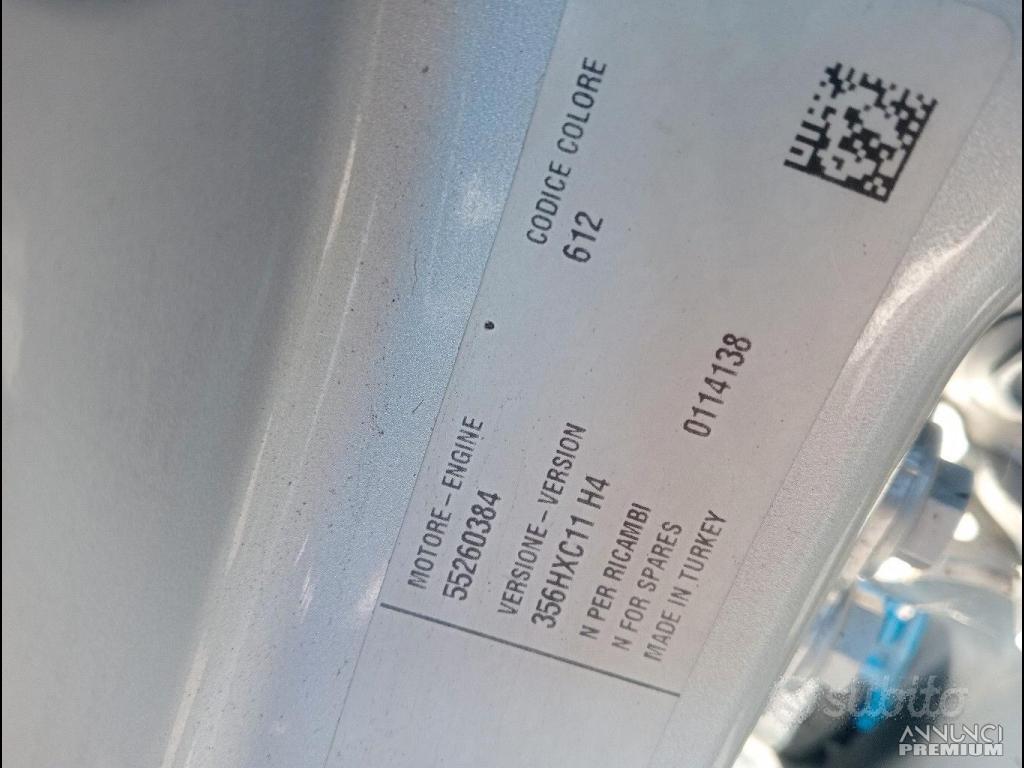 MOTORE - ENGINE
55260384
CODICE COLORE
612
VERSIONE - VERSION
356HXC11 H4
N PER RICAMBI
N FOR SPARES
0114138
MADE IN TURKEY
subito
ANNUNCI
PREMIUM